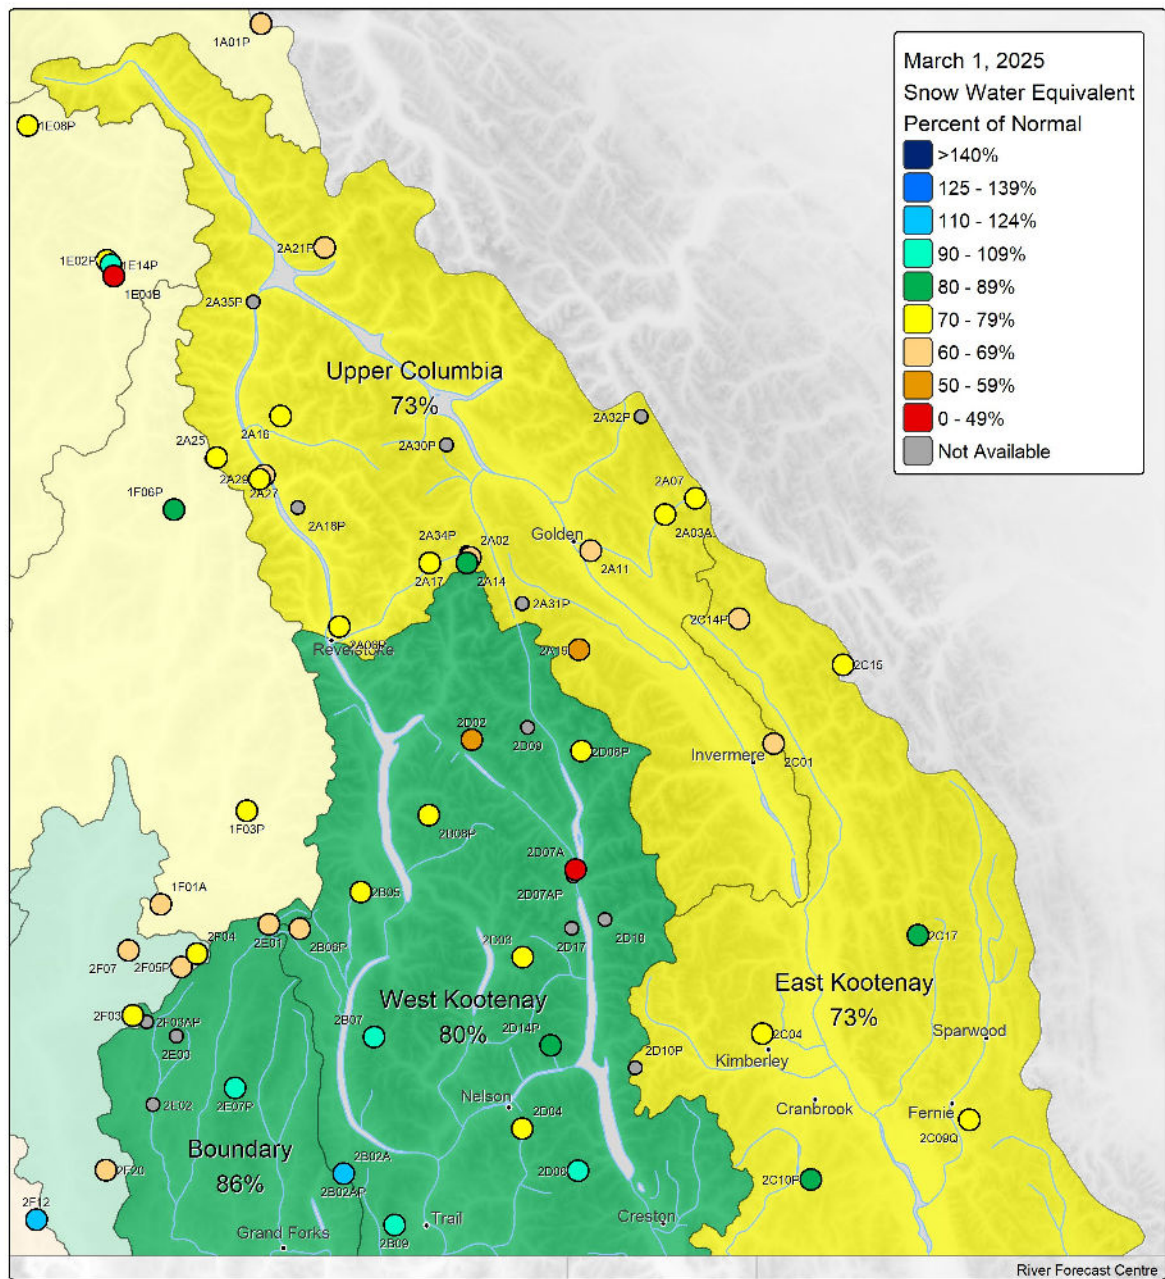 1A01P
March 1, 2025
Snow Water Equivalent
Percent of Normal
>140%
125 - 139%
110 - 124%
90 - 109%
80 - 89%
70 - 79%
60 - 69%
50 - 59%
0 - 49%
Not Available
1E08P
2A21P
1E02P
1E14P
2A35P
Upper Columbia
73%
2A16
2A32P
2A25
2A30P
2A29
2A27
2A07
1F06P
2A18P
2A03A
2A34P
2A02
Golden
2A17
2A14
2A11
2A31P
2C14P
2A06P
Revelstoke
2A19
2C15
2D02
2D09
2D08P
Invermere
2C01
1F03P
2B08P
2D07A
2D07AP
1F01A
2B05
2E01
2B06P
2D17
2D18
2C17
2F04
2F07
2F05P
2D03
East Kootenay
73%
West Kootenay
80%
2F03
2F03AP
2B07
2D14P
2C04
Sparwood
2E03
2D10P
Kimberley
2E02
2E07P
Nelson
Cranbrook
Fernie
2D04
2C09Q
Boundary
86%
2B02A
2F20
2B02AP
2D06
2C10P
2F12
Grand Forks
2B09
Trail
Creston
River Forecast Centre